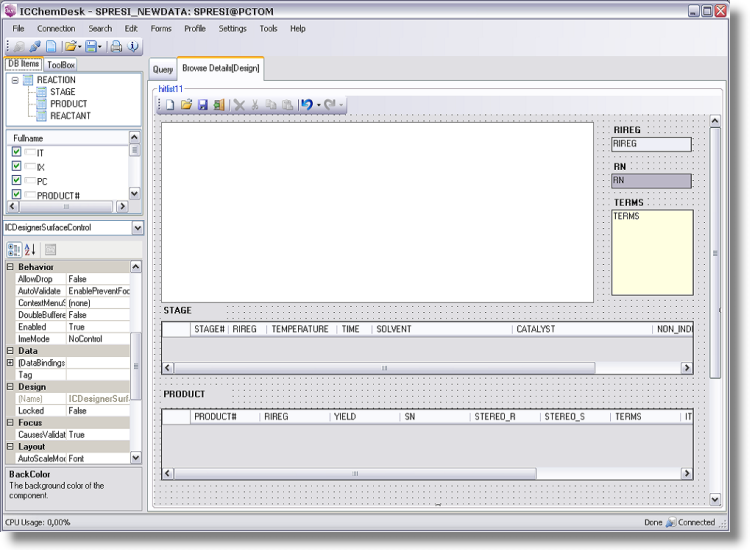 ICChemDesk - SPRESI_NEWDATA: SPRESI@PCTOM
File Connection Search Edit Forms Profile Settings Tools Help
DB Items ToolBox
REACTION
STAGE
PRODUCT
REACTANT
Fullname
IT
IX
PC
PRODUCT#
ICDesignerSurfaceControl
Behavior
AllowDrop False
AutoValidate EnablePreventFoc
ContextMenuS (none)
DoubleBuffere False
Enabled True
ImeMode NoControl
Data
(DataBindings
Tag
Design
(Name) ICDesignerSurf
Locked False
Focus
CausesValidat True
Layout
AutoScaleMod Font
BackColor
The background color of the
component.
Query Browse Details[Design]
hitlist11
RIREG
RIREG
RN
RN
TERMS
TERMS
STAGE
STAGE# RIREG TEMPERATURE TIME SOLVENT CATALYST NON_INDI
PRODUCT
PRODUCT# RIREG YIELD SN STEREO_R STEREO_S TERMS IT
CPU Usage: 0,00% Done Connected